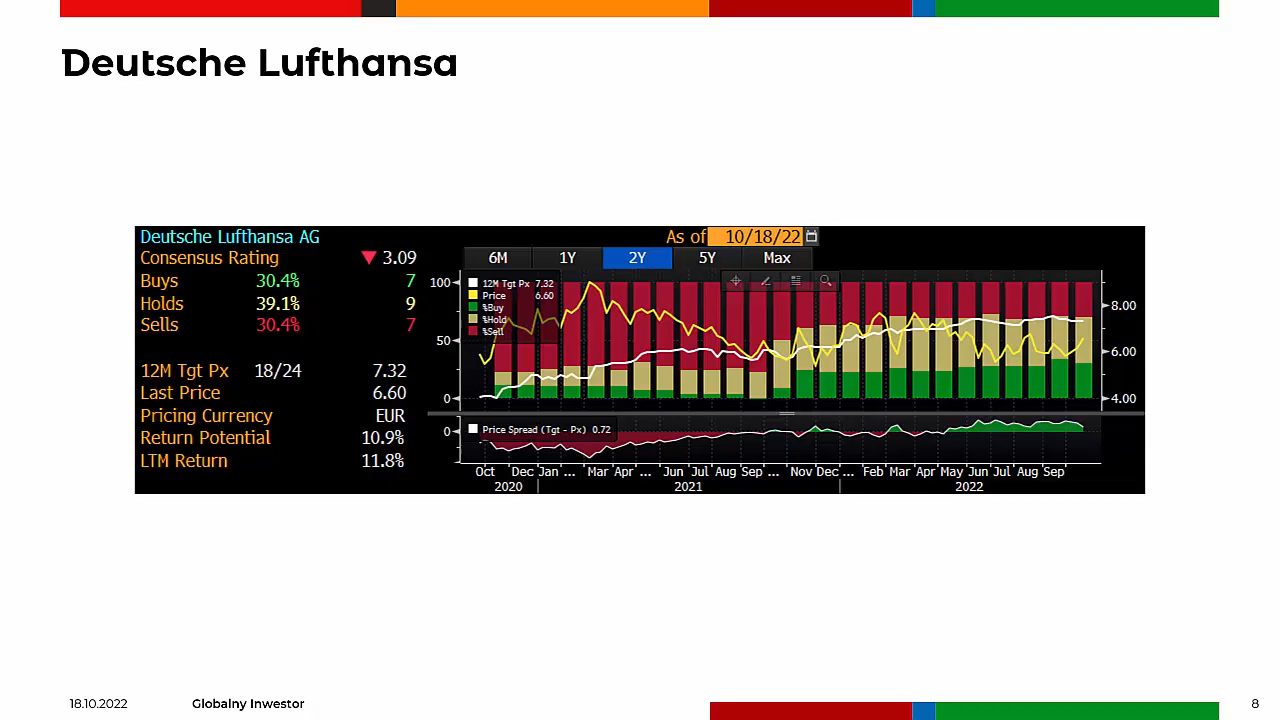 Deutsche Lufthansa
Deutsche Lufthansa AG
As of 10/18/22
Consensus Rating 3.09
Buys 30.4% 7
Holds 39.1% 9
Sells 30.4% 7
12M Tgt Px 18/24 7.32
Last Price 6.60
Pricing Currency EUR
Return Potential 10.9%
LTM Return 11.8%
6M 1Y 2Y 5Y Max
12M Tgt Px 7.32
Price 6.60
%Buy
%Hold
%Sell
100
50
0
8.00
6.00
4.00
0
Price Spread (Tgt - Px) 0.72
Oct Dec Jan ... Mar Apr ... Jun Jul Aug Sep ... Nov Dec ... Feb Mar Apr May Jun Jul Aug Sep
2020 2021 2022
18.10.2022 Globalny Inwestor 8